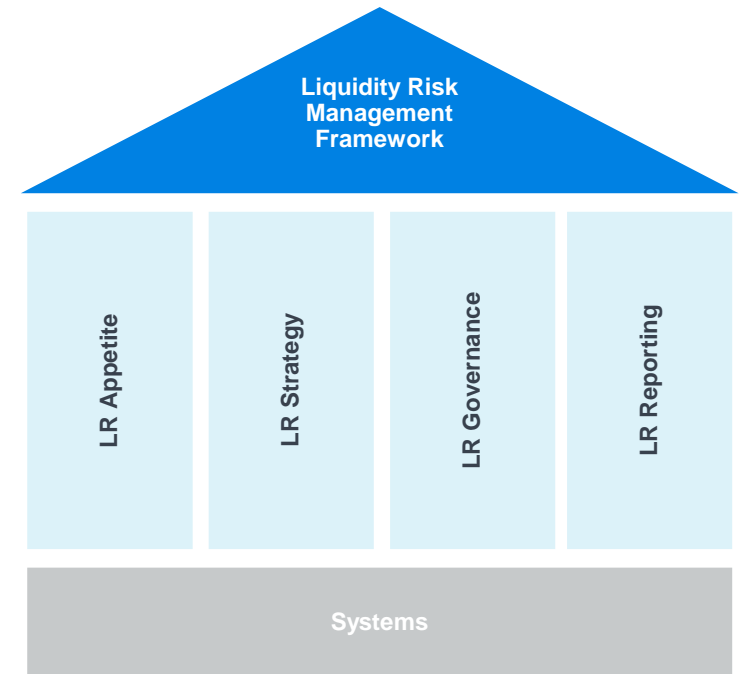 Liquidity Risk
Management
Framework
LR Appetite
LR Strategy
LR Governance
LR Reporting
Systems